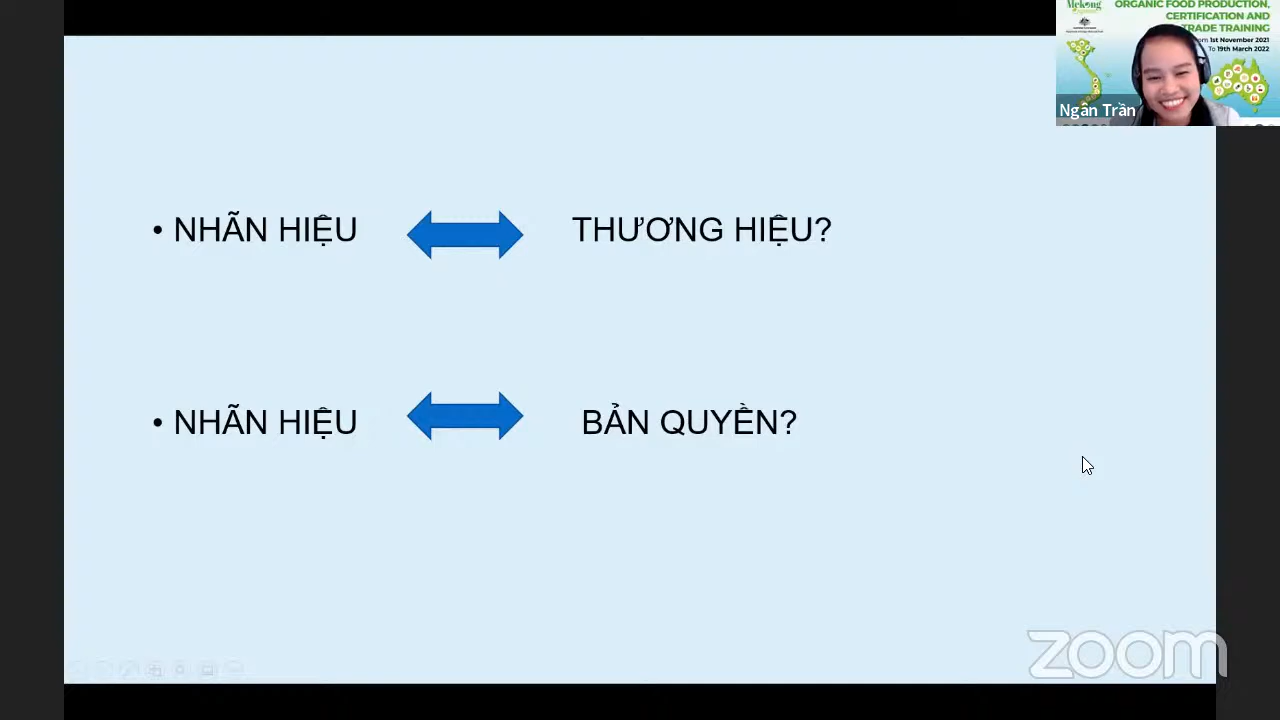 Mekong
ORGANIC FOOD PRODUCTION,
CERTIFICATION AND
TRADE TRAINING
1st November 2021
To 19th March 2022
Ngân Trần
• NHÃN HIỆU THƯƠNG HIỆU?
• NHÃN HIỆU BẢN QUYỀN?
zoom